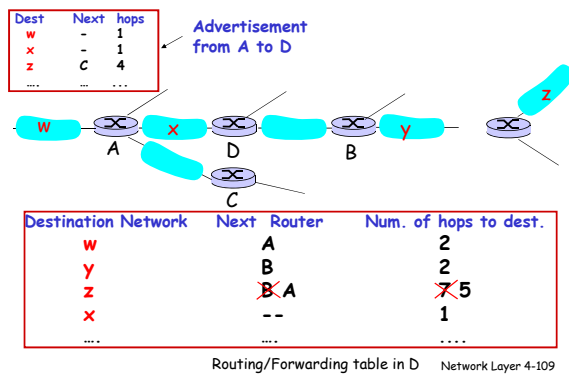 Dest Next hops
w - 1
x - 1
z C 4
.... ... ...
Advertisement
from A to D
w
x
y
z
A
D
B
C
Destination Network Next Router Num. of hops to dest.
w A 2
y B 2
z B A 7 5
x -- 1
.... .... ....
Routing/Forwarding table in D
Network Layer 4-109